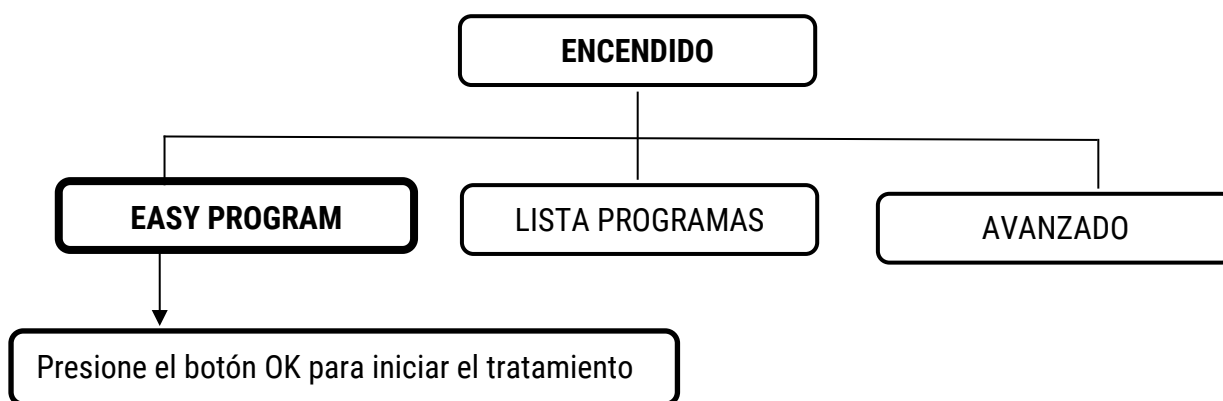 ENCENDIDO
EASY PROGRAM
LISTA PROGRAMAS
AVANZADO
Presione el botón OK para iniciar el tratamiento